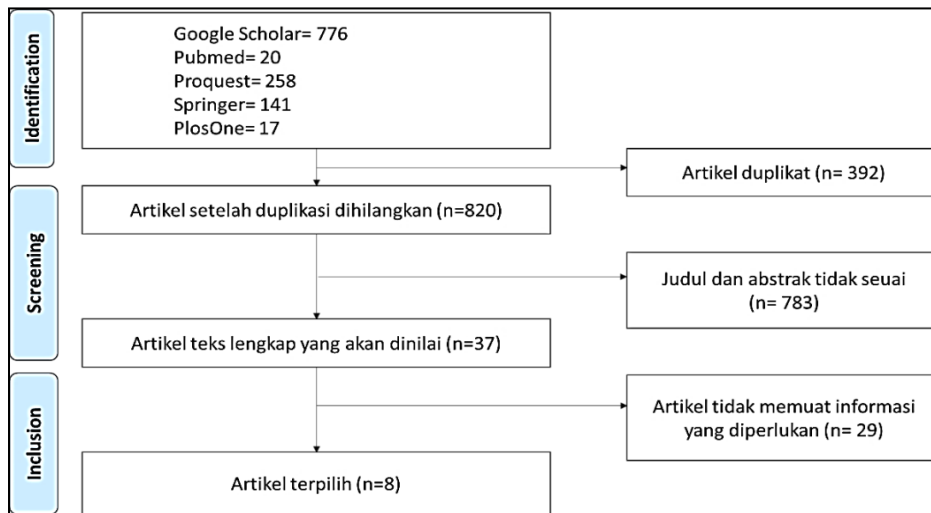 Identification
Google Scholar= 776
Pubmed= 20
Proquest= 258
Springer= 141
PlosOne= 17
Artikel duplikat (n= 392)
Screening
Artikel setelah duplikasi dihilangkan (n=820)
Judul dan abstrak tidak seuai
(n= 783)
Artikel teks lengkap yang akan dinilai (n=37)
Inclusion
Artikel tidak memuat informasi
yang diperlukan (n= 29)
Artikel terpilih (n=8)